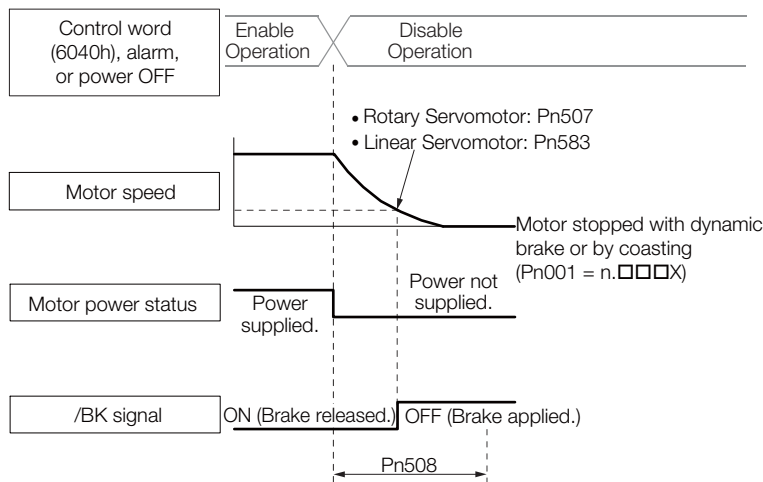 Control word
(6040h), alarm,
or power OFF
Enable
Operation
Disable
Operation
• Rotary Servomotor: Pn507
• Linear Servomotor: Pn583
Motor speed
Motor stopped with dynamic
brake or by coasting
(Pn001 = n.□□□X)
Motor power status
Power
supplied.
Power not
supplied.
/BK signal
ON (Brake released.)
OFF (Brake applied.)
Pn508